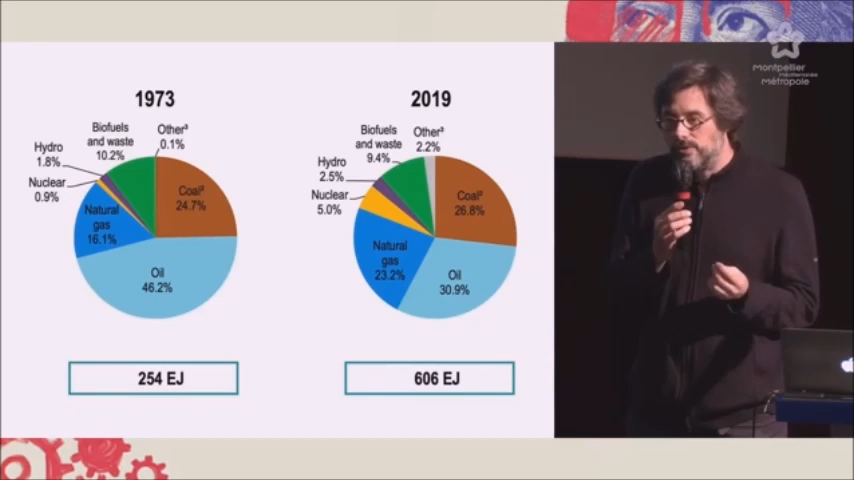 Montpellier
Méditerranée
Métropole
1973
Hydro
1.8%
Biofuels
and waste
10.2%
Other³
0.1%
Nuclear
0.9%
Natural
gas
16.1%
Coal²
24.7%
Oil
46.2%
254 EJ
2019
Hydro
2.5%
Biofuels
and waste
9.4%
Other³
2.2%
Nuclear
5.0%
Natural
gas
23.2%
Coal²
26.8%
Oil
30.9%
606 EJ